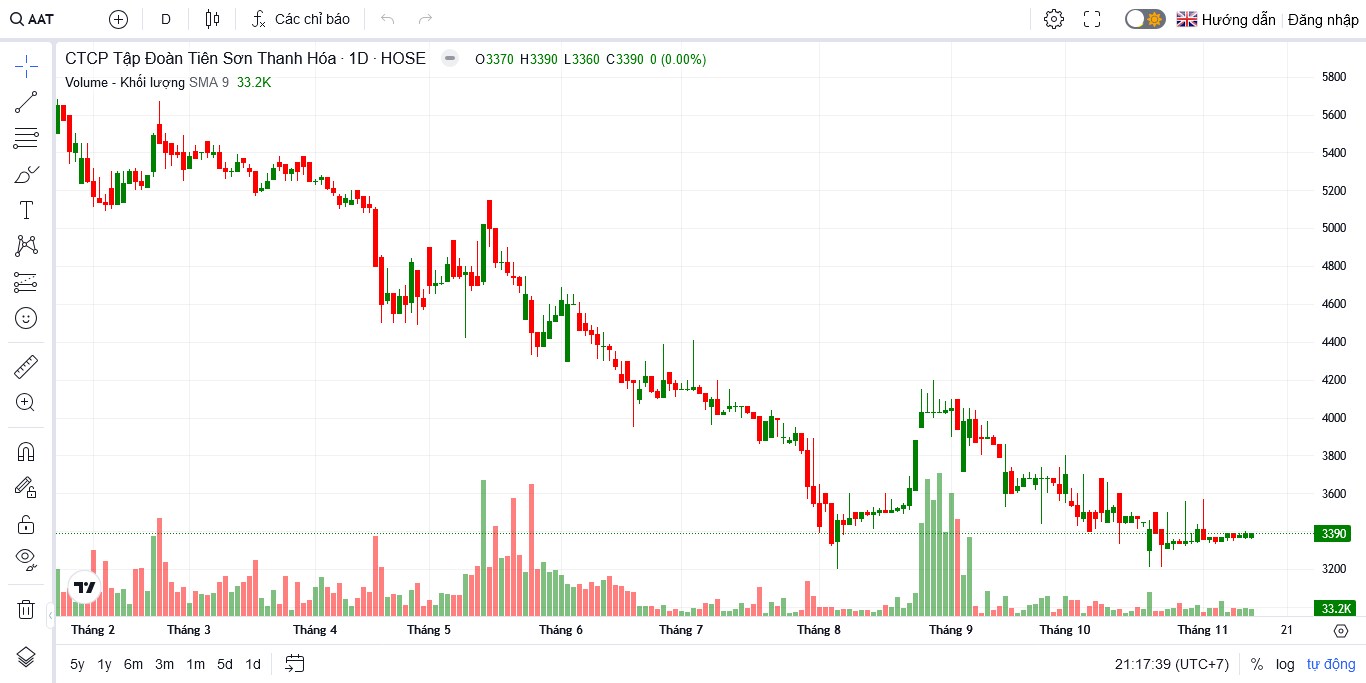 AAT D Các chỉ báo Hướng dẫn Đăng nhập
CTCP Tập Đoàn Tiên Sơn Thanh Hóa · 1D · HOSE O3370 H3390 L3360 C3390 0 (0.00%)
Volume - Khối lượng SMA 9 33.2K
5800
5600
5400
5200
5000
4800
4600
4400
4200
4000
3800
3600
3390
3200
33.2K
Tháng 2 Tháng 3 Tháng 4 Tháng 5 Tháng 6 Tháng 7 Tháng 8 Tháng 9 Tháng 10 Tháng 11 21
5y 1y 6m 3m 1m 5d 1d 21:17:39 (UTC+7) % log tự động